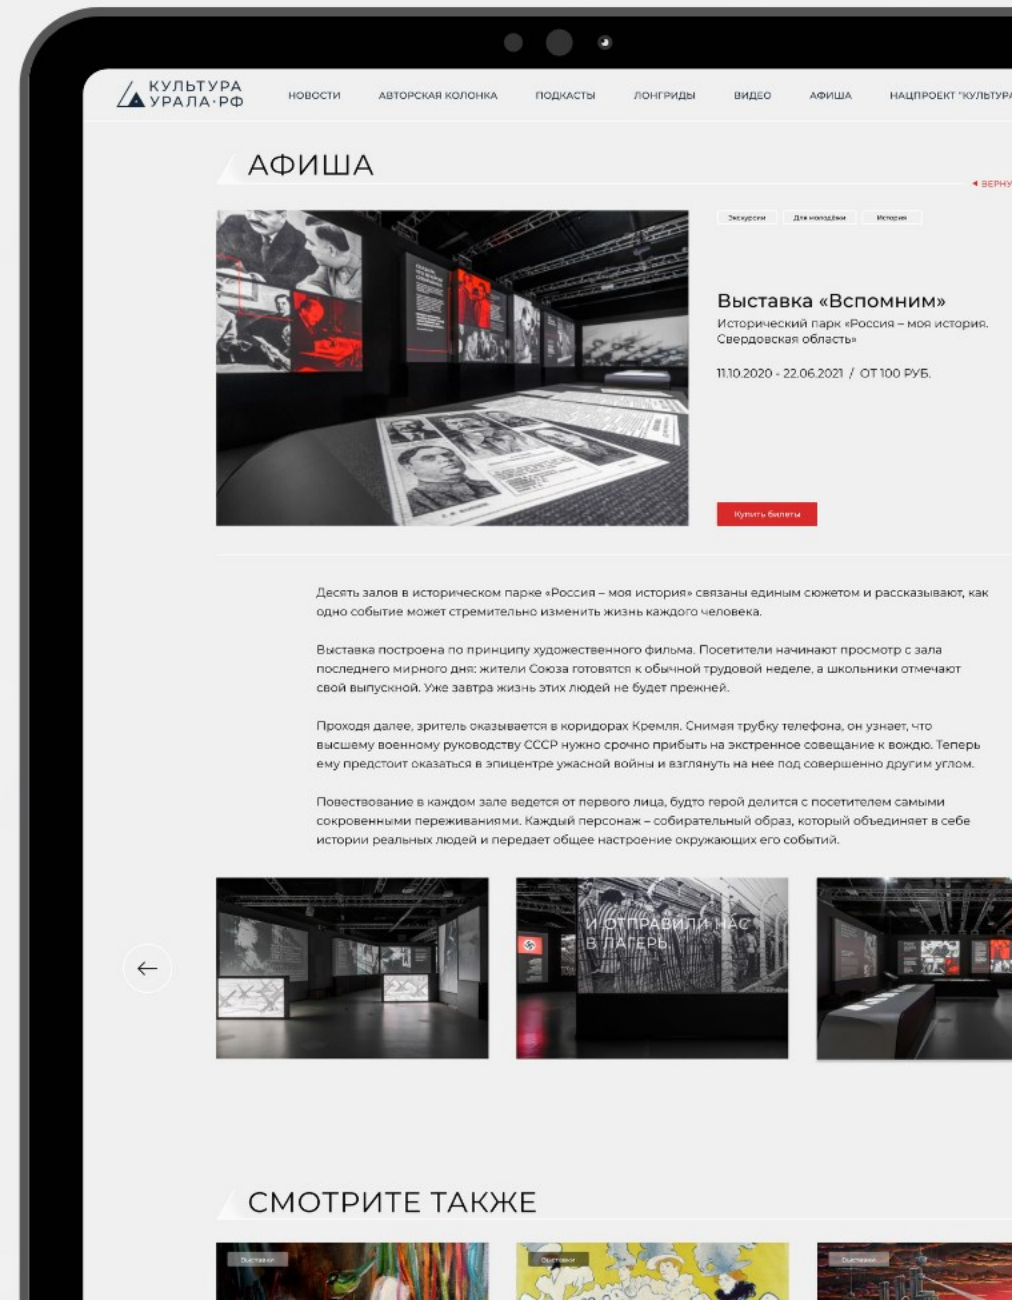 КУЛЬТУРА
УРАЛА·РФ
НОВОСТИ
АВТОРСКАЯ КОЛОНКА
ПОДКАСТЫ
ЛОНГРИДЫ
ВИДЕО
АФИША
НАЦПРОЕКТ "КУЛЬТУРА
АФИША
ВЕРНУ
Экскурсии
Для молодёжи
История
Выставка «Вспомним»
Исторический парк «Россия – моя история.
Свердовская область»
11.10.2020 - 22.06.2021 / ОТ 100 РУБ.
Купить билеты
Десять залов в историческом парке «Россия – моя история» связаны единым сюжетом и рассказывают, как
одно событие может стремительно изменить жизнь каждого человека.
Выставка построена по принципу художественного фильма. Посетители начинают просмотр с зала
последнего мирного дня: жители Союза готовятся к обычной трудовой неделе, а школьники отмечают
свой выпускной. Уже завтра жизнь этих людей не будет прежней.
Проходя далее, зритель оказывается в коридорах Кремля. Снимая трубку телефона, он узнает, что
высшему военному руководству СССР нужно срочно прибыть на экстренное совещание к вождю. Теперь
ему предстоит оказаться в эпицентре ужасной войны и взглянуть на нее под совершенно другим углом.
Повествование в каждом зале ведется от первого лица, будто герой делится с посетителем самыми
сокровенными переживаниями. Каждый персонаж – собирательный образ, который объединяет в себе
истории реальных людей и передает общее настроение окружающих его событий.
И ОТПРАВИЛИ НАС
В ЛАГЕРЬ.
СМОТРИТЕ ТАКЖЕ
Выставки
Выставки
Выставки